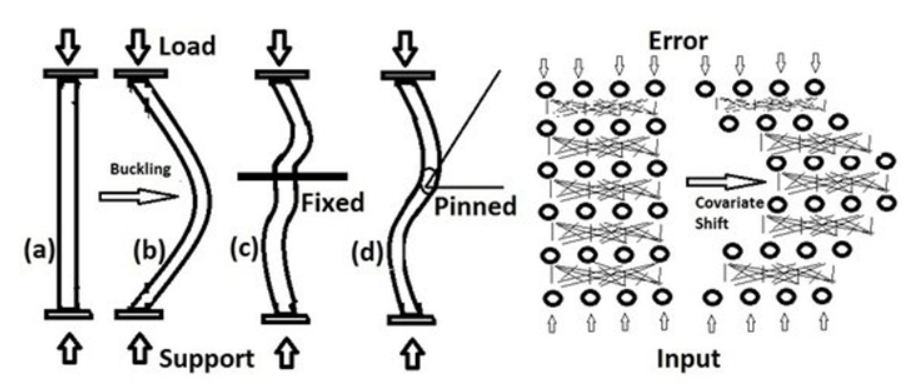 Load
Error
Buckling
Fixed
Pinned
Covariate
Shift
(a)
(b)
(c)
(d)
Support
Input